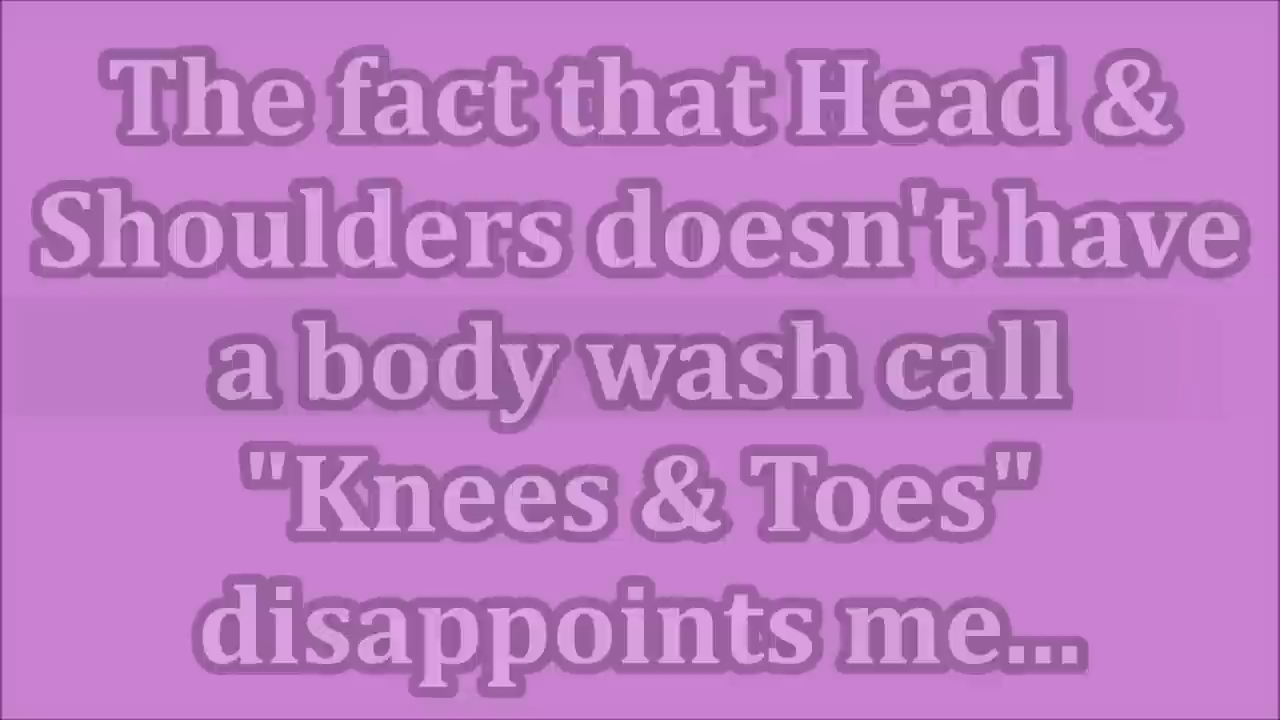 The fact that Head &
Shoulders doesn't have
a body wash call
"Knees & Toes"
disappoints me...